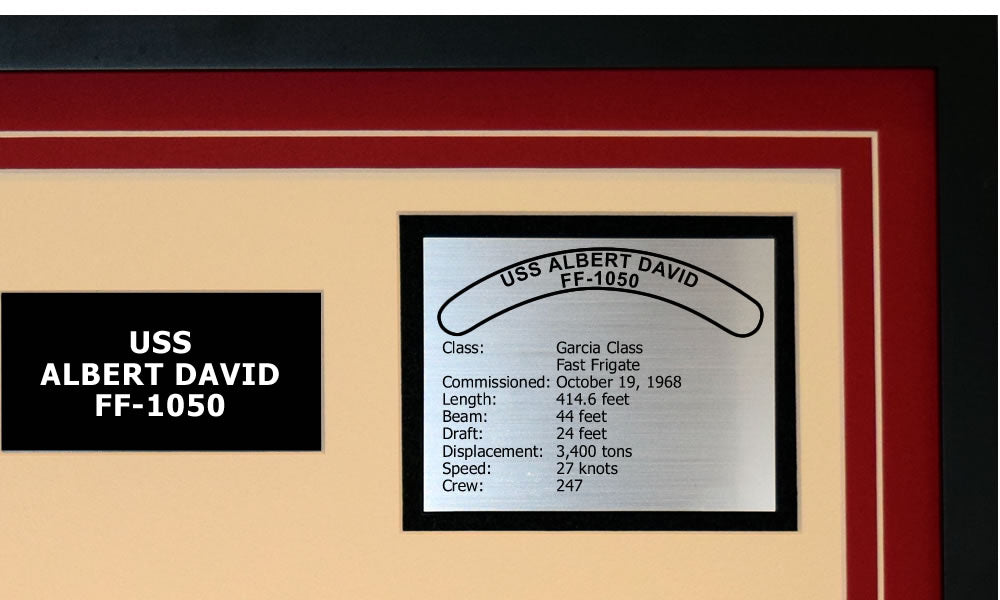 USS
ALBERT DAVID
FF-1050
USS ALBERT DAVID
FF-1050
Class: Garcia Class
Fast Frigate
Commissioned: October 19, 1968
Length: 414.6 feet
Beam: 44 feet
Draft: 24 feet
Displacement: 3,400 tons
Speed: 27 knots
Crew: 247